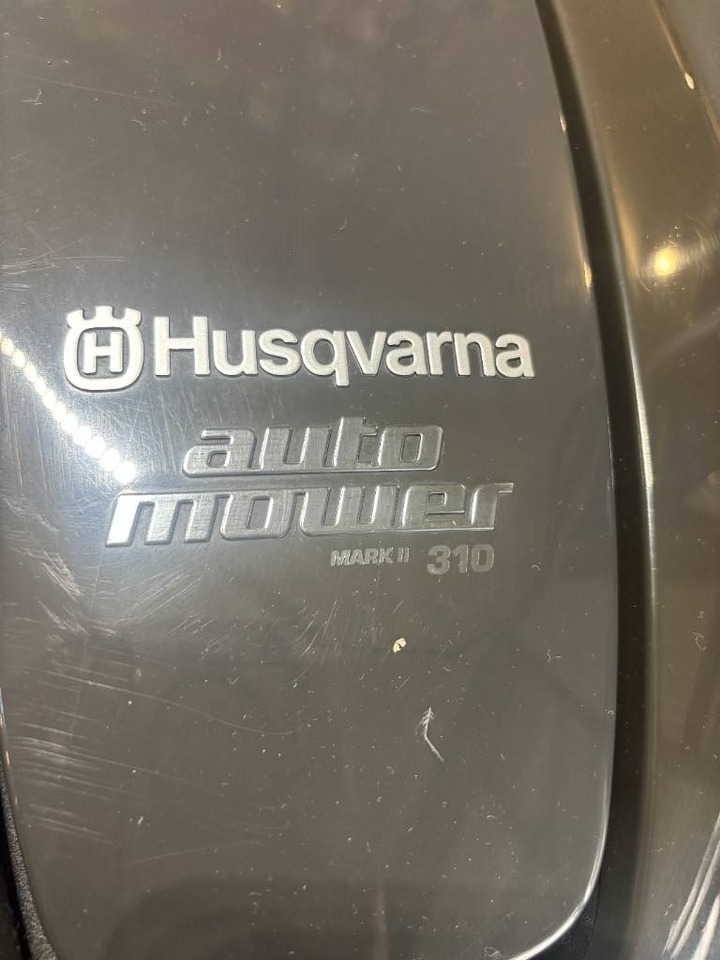 H Husqvarna
auto
mower
MARK II 310